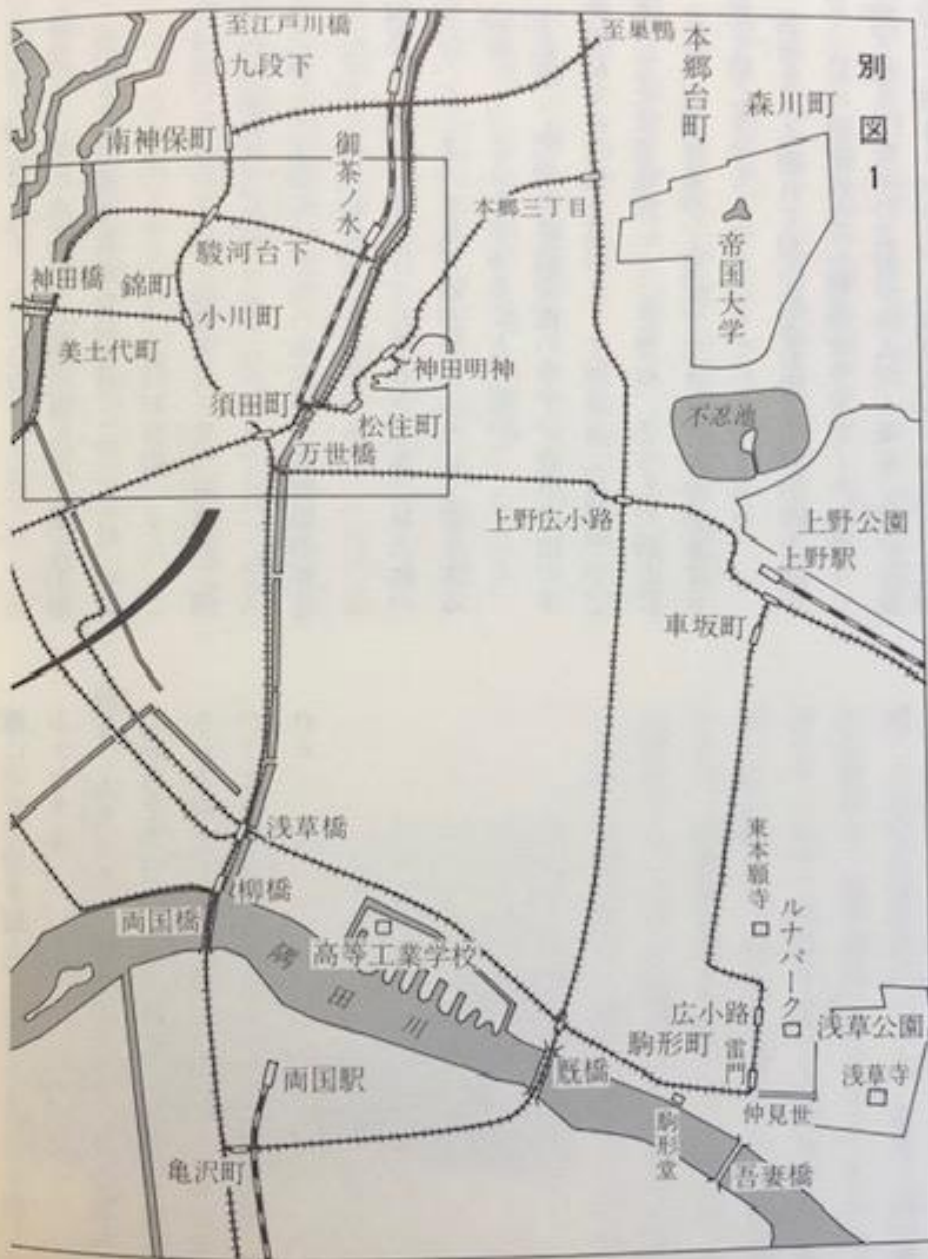 別図1
至江戸川橋
九段下
南神保町
御茶ノ水
至巣鴨
本郷台町
森川町
本郷三丁目
帝国大学
駿河台下
神田橋
錦町
小川町
美土代町
神田明神
須田町
松住町
万世橋
不忍池
上野広小路
上野公園
上野駅
車坂町
浅草橋
柳橋
両国橋
高等工業学校
隅田川
東本願寺
ルナパーク
広小路
浅草公園
駒形町
雷門
浅草寺
厩橋
仲見世
両国駅
駒形堂
亀沢町
吾妻橋